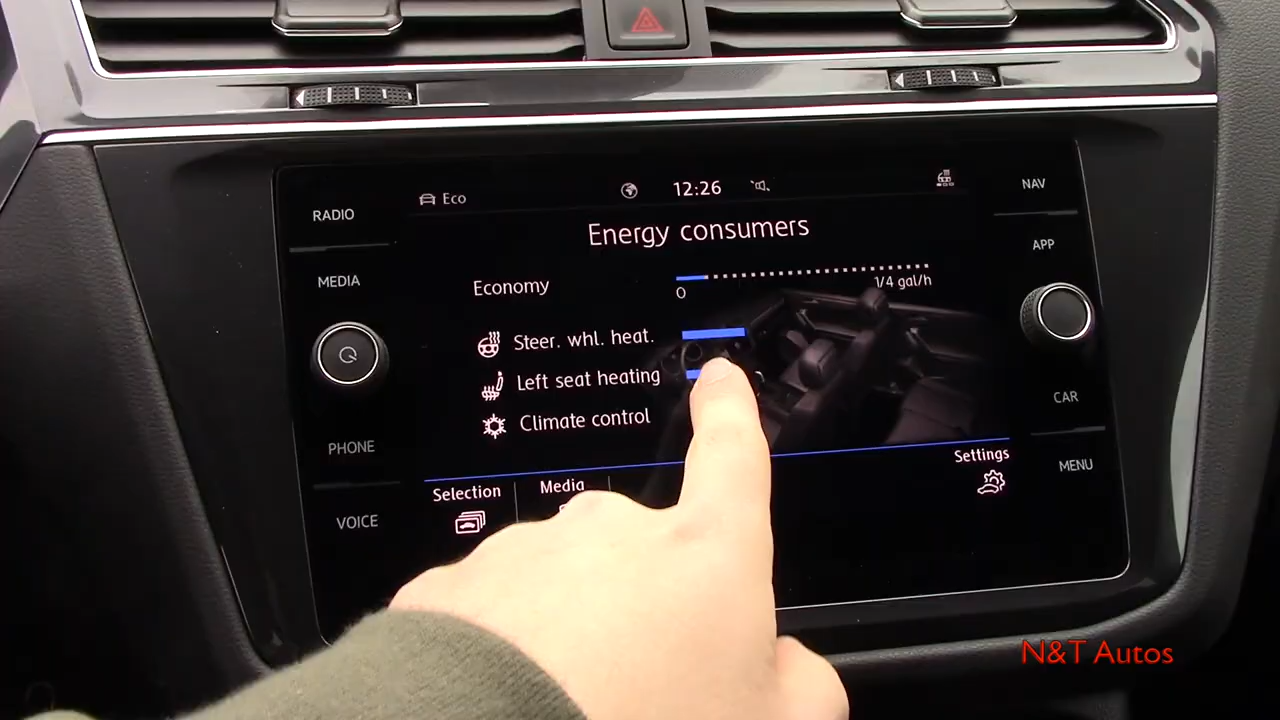 Eco 12:26
RADIO
MEDIA
PHONE
VOICE
Energy consumers
Economy
0 1/4 gal/h
Steer. whl. heat.
Left seat heating
Climate control
Selection
Media
Settings
NAV
APP
CAR
MENU
N&T Autos